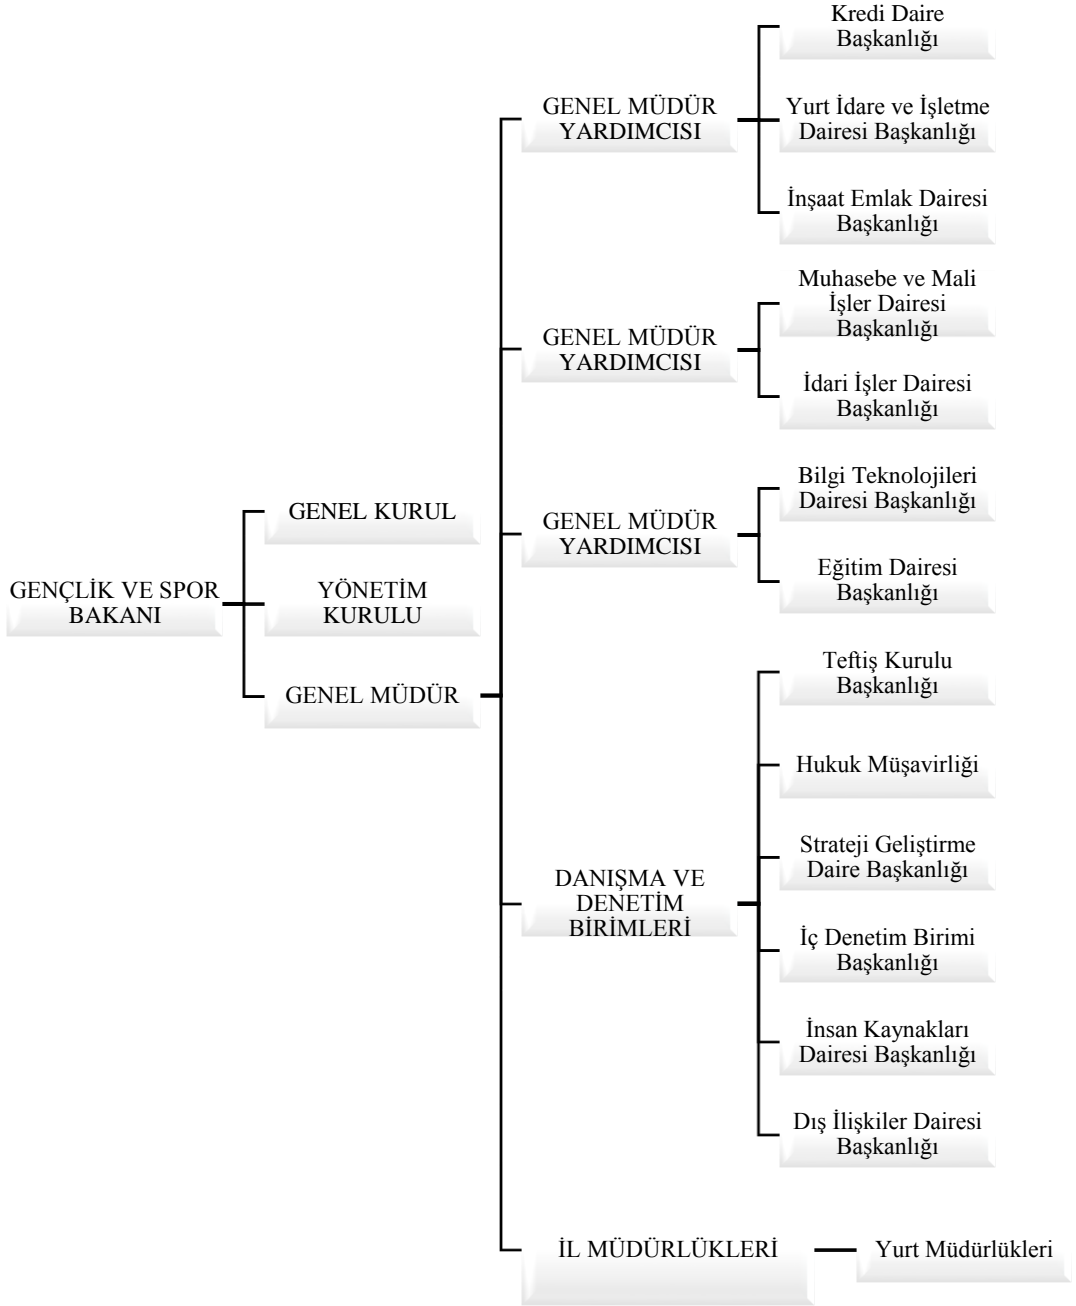 GENÇLİK VE SPOR
BAKANI
GENEL KURUL
YÖNETİM
KURULU
GENEL MÜDÜR
GENEL MÜDÜR
YARDIMCISI
Kredi Daire
Başkanlığı
Yurt İdare ve İşletme
Dairesi Başkanlığı
İnşaat Emlak Dairesi
Başkanlığı
GENEL MÜDÜR
YARDIMCISI
Muhasebe ve Mali
İşler Dairesi
Başkanlığı
İdari İşler Dairesi
Başkanlığı
GENEL MÜDÜR
YARDIMCISI
Bilgi Teknolojileri
Dairesi Başkanlığı
Eğitim Dairesi
Başkanlığı
DANIŞMA VE
DENETİM
BİRİMLERİ
Teftiş Kurulu
Başkanlığı
Hukuk Müşavirliği
Strateji Geliştirme
Daire Başkanlığı
İç Denetim Birimi
Başkanlığı
İnsan Kaynakları
Dairesi Başkanlığı
Dış İlişkiler Dairesi
Başkanlığı
İL MÜDÜRLÜKLERİ
Yurt Müdürlükleri